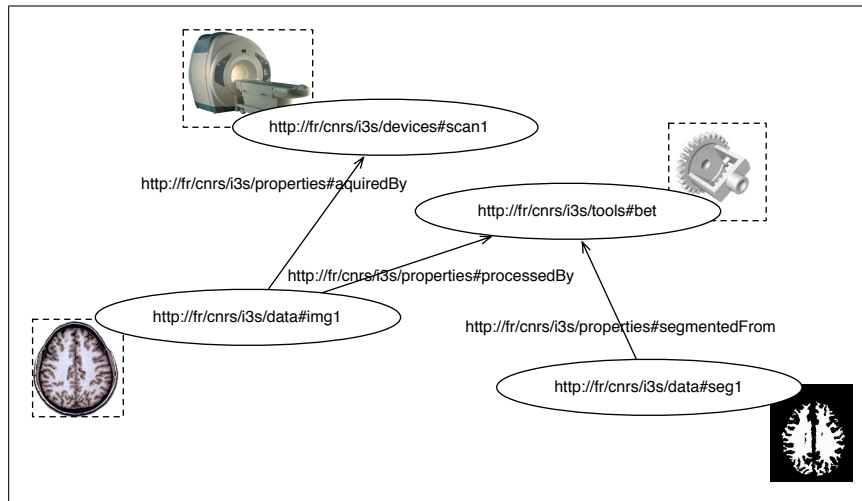 http://fr/cnrs/i3s/devices#scan1
http://fr/cnrs/i3s/properties#aquiredBy
http://fr/cnrs/i3s/tools#bet
http://fr/cnrs/i3s/properties#processedBy
http://fr/cnrs/i3s/data#img1
http://fr/cnrs/i3s/properties#segmentedFrom
http://fr/cnrs/i3s/data#seg1